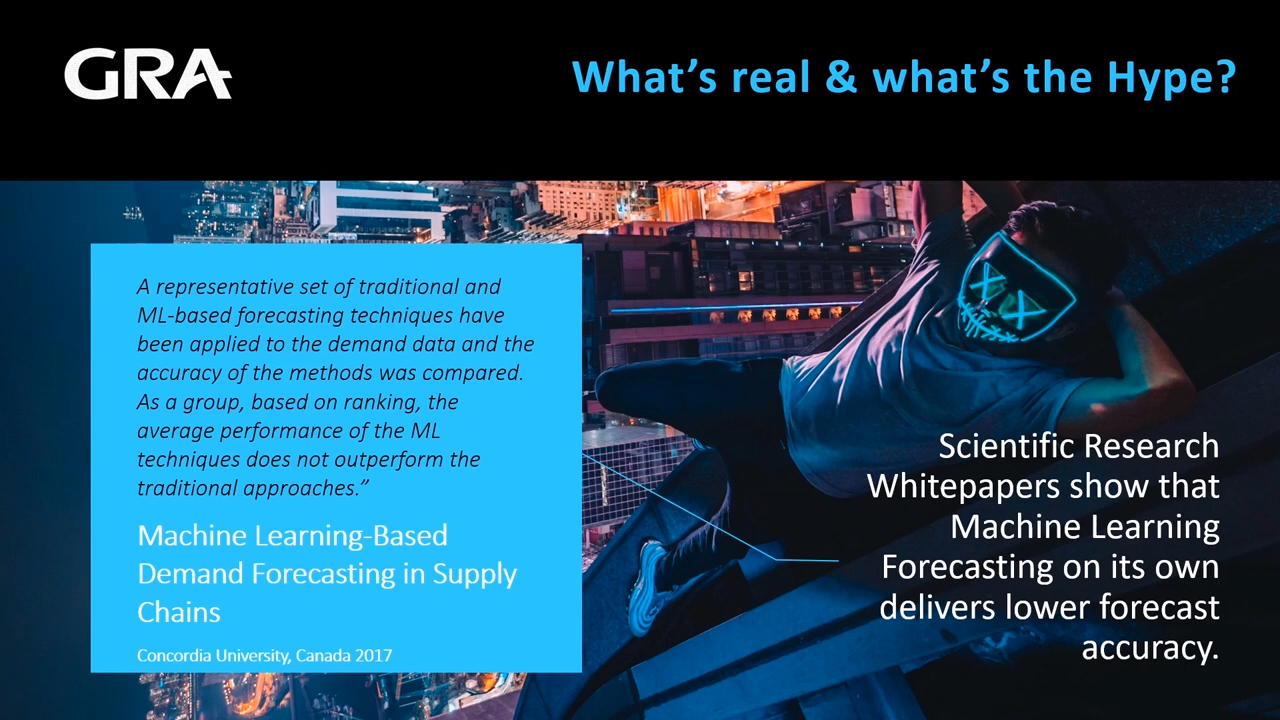 GRA
What’s real & what’s the Hype?
A representative set of traditional and
ML-based forecasting techniques have
been applied to the demand data and the
accuracy of the methods was compared.
As a group, based on ranking, the
average performance of the ML
techniques does not outperform the
traditional approaches.”
Machine Learning-Based
Demand Forecasting in Supply
Chains
Concordia University, Canada 2017
Scientific Research
Whitepapers show that
Machine Learning
Forecasting on its own
delivers lower forecast
accuracy.